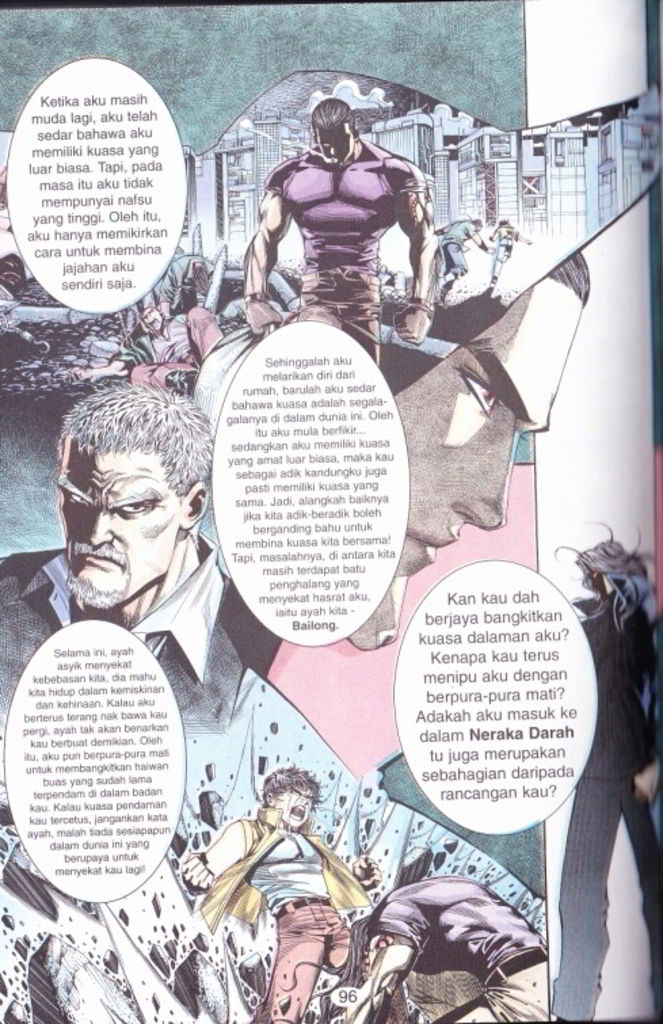 Ketika aku masih
muda lagi, aku telah
sedar bahawa aku
memiliki kuasa yang
luar biasa. Tapi, pada
masa itu aku tidak
mempunyai nafsu
yang tinggi. Oleh itu,
aku hanya memikirkan
cara untuk membina
jajahan aku
sendiri saja.
Sehinggalah aku
melarikan diri dari
rumah, barulah aku sedar
bahawa kuasa adalah segala-
galanya di dalam dunia ini. Oleh
itu aku mula berfikir...
sedangkan aku memiliki kuasa
yang amat luar biasa, maka kau
sebagai adik kandungku juga
pasti memiliki kuasa yang
sama. Jadi, alangkah baiknya
jika kita adik-beradik boleh
berganding bahu untuk
membina kuasa kita bersama!
Tapi, masalahnya, di antara kita
masih terdapat batu
penghalang yang
menyekat hasrat aku,
iaitu ayah kita -
Bailong.
Selama ini, ayah
asyik menyekat
kebebasan kita, dia mahu
kita hidup dalam kemiskinan
dan kehinaan. Kalau aku
berterus terang nak bawa kau
pergi, ayah tak akan benarkan
kau berbuat demikian. Oleh
itu, aku pun berpura-pura mati
untuk membangkitkan haiwan
buas yang sudah lama
terpendam di dalam badan
kau. Kalau kuasa pendaman
kau tercetus, jangankan kata
ayah, malah tiada sesiapapun
dalam dunia ini yang
berupaya untuk
menyekat kau lagi!
Kan kau dah
berjaya bangkitkan
kuasa dalaman aku?
Kenapa kau terus
menipu aku dengan
berpura-pura mati?
Adakah aku masuk ke
dalam Neraka Darah
tu juga merupakan
sebahagian daripada
rancangan kau?
96